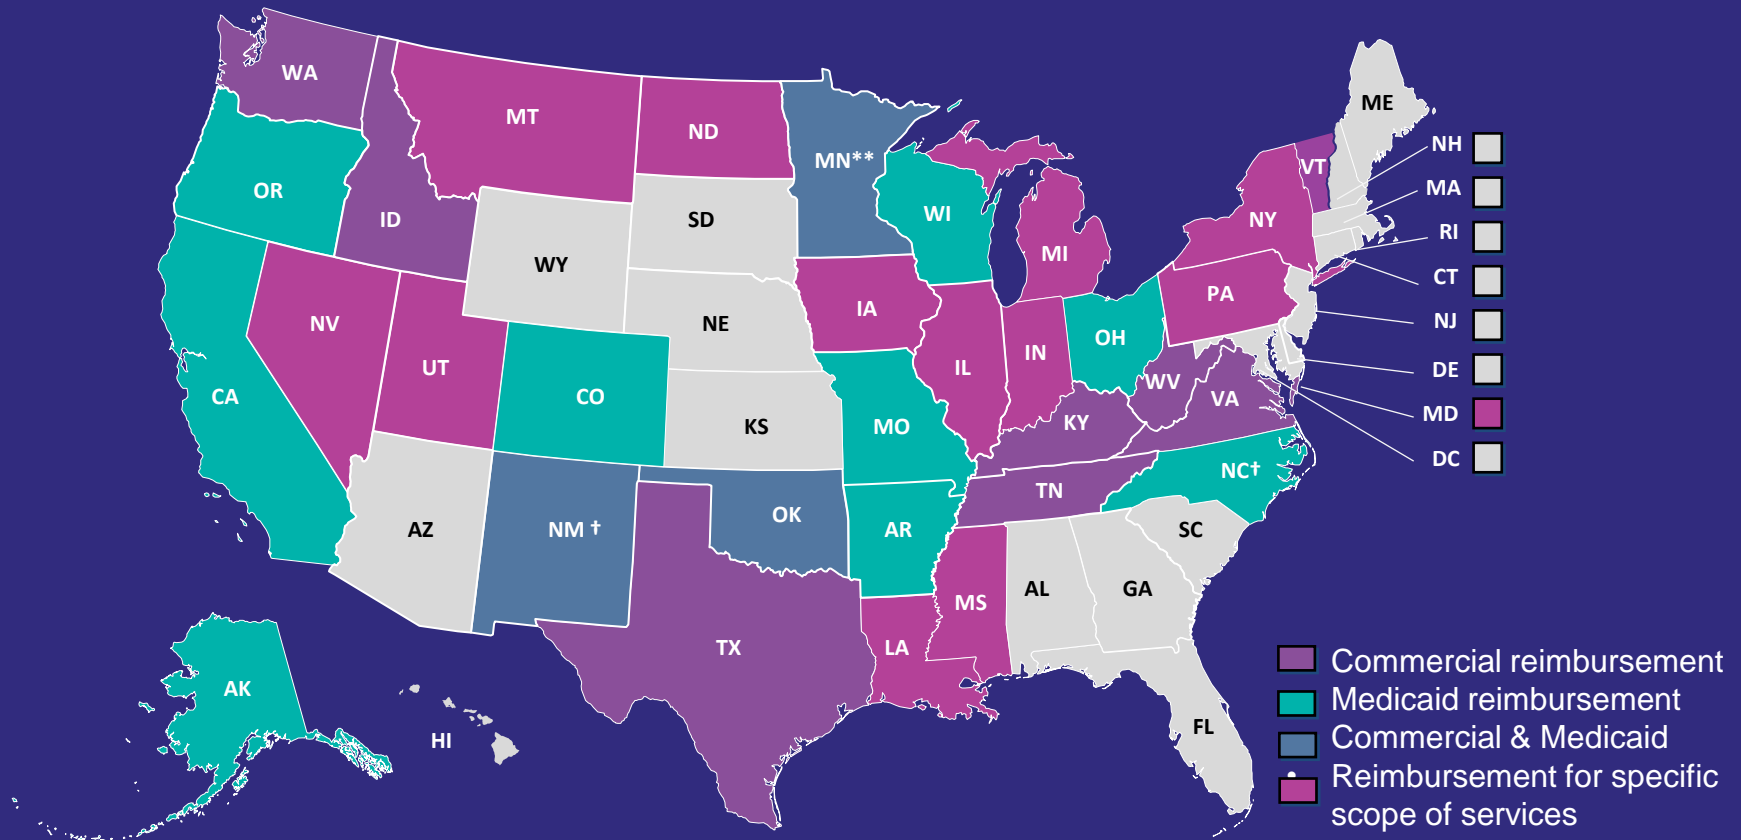 WA
MT
ND
MN**
ME
NH
VT
MA
OR
ID
SD
WI
NY
RI
MI
WY
CT
PA
NV
NE
IA
NJ
OH
IN
UT
IL
DE
WV
CA
CO
VA
MD
KS
MO
KY
DC
NC†
TN
AZ
NM †
OK
AR
SC
MS
AL
GA
TX
LA
AK
HI
FL
Commercial reimbursement
Medicaid reimbursement
Commercial & Medicaid
Reimbursement for specific
scope of services